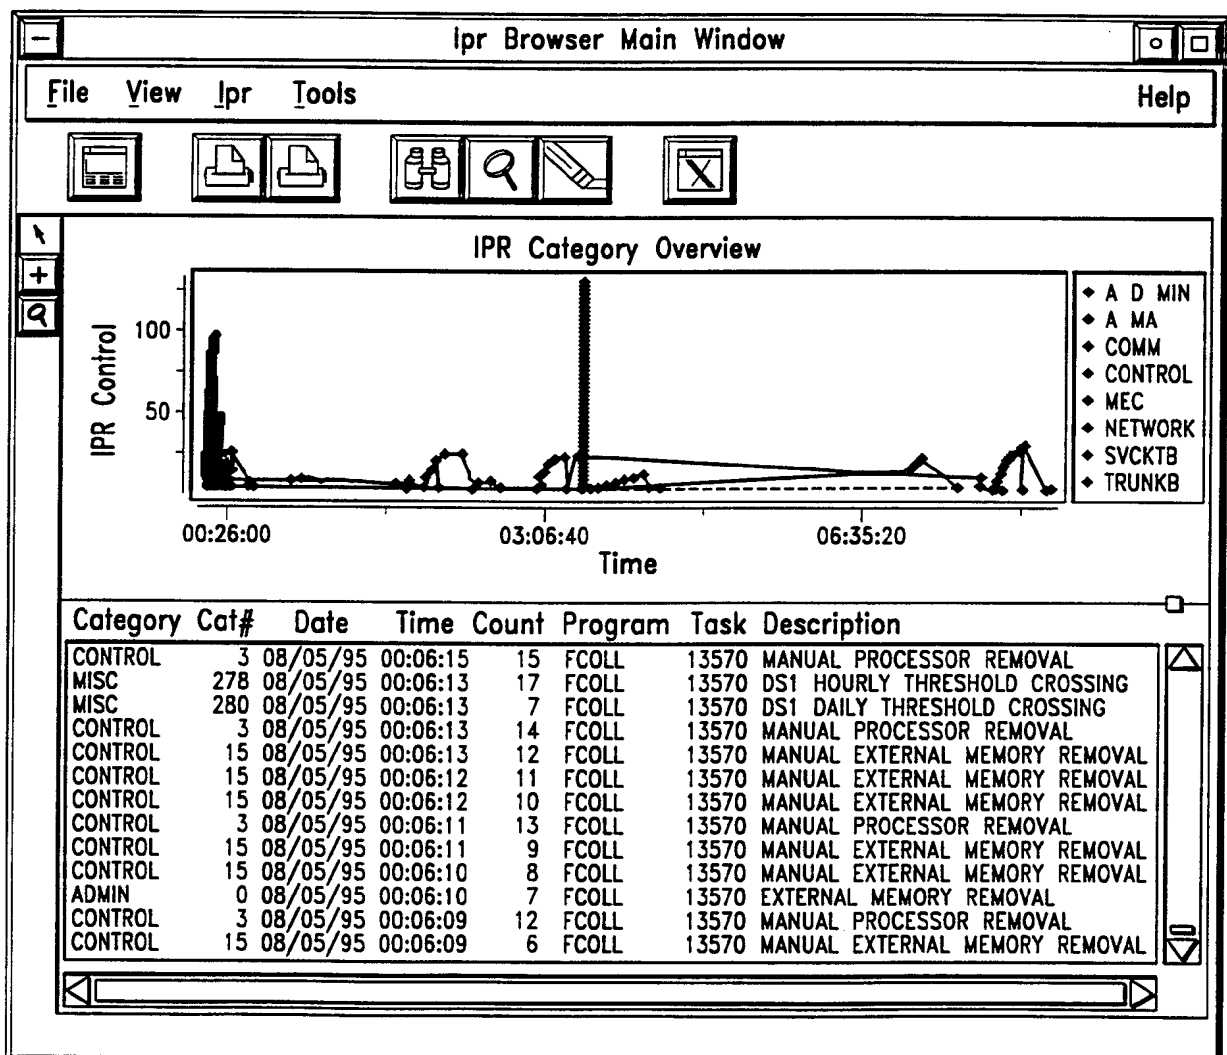 Ipr Browser Main Window
File View Ipr Tools Help
IPR Category Overview
IPR Control
100
50
A D MIN
A MA
COMM
CONTROL
MEC
NETWORK
SVCKTB
TRUNKB
00:26:00 03:06:40 06:35:20
Time
Category Cat# Date Time Count Program Task Description
CONTROL 3 08/05/95 00:06:15 15 FCOLL 13570 MANUAL PROCESSOR REMOVAL
MISC 278 08/05/95 00:06:13 17 FCOLL 13570 DS1 HOURLY THRESHOLD CROSSING
MISC 280 08/05/95 00:06:13 7 FCOLL 13570 DS1 DAILY THRESHOLD CROSSING
CONTROL 3 08/05/95 00:06:13 14 FCOLL 13570 MANUAL PROCESSOR REMOVAL
CONTROL 15 08/05/95 00:06:13 12 FCOLL 13570 MANUAL EXTERNAL MEMORY REMOVAL
CONTROL 15 08/05/95 00:06:12 11 FCOLL 13570 MANUAL EXTERNAL MEMORY REMOVAL
CONTROL 15 08/05/95 00:06:12 10 FCOLL 13570 MANUAL EXTERNAL MEMORY REMOVAL
CONTROL 3 08/05/95 00:06:11 13 FCOLL 13570 MANUAL PROCESSOR REMOVAL
CONTROL 15 08/05/95 00:06:11 9 FCOLL 13570 MANUAL EXTERNAL MEMORY REMOVAL
CONTROL 15 08/05/95 00:06:10 8 FCOLL 13570 MANUAL EXTERNAL MEMORY REMOVAL
ADMIN 0 08/05/95 00:06:10 7 FCOLL 13570 EXTERNAL MEMORY REMOVAL
CONTROL 3 08/05/95 00:06:09 12 FCOLL 13570 MANUAL PROCESSOR REMOVAL
CONTROL 15 08/05/95 00:06:09 6 FCOLL 13570 MANUAL EXTERNAL MEMORY REMOVAL